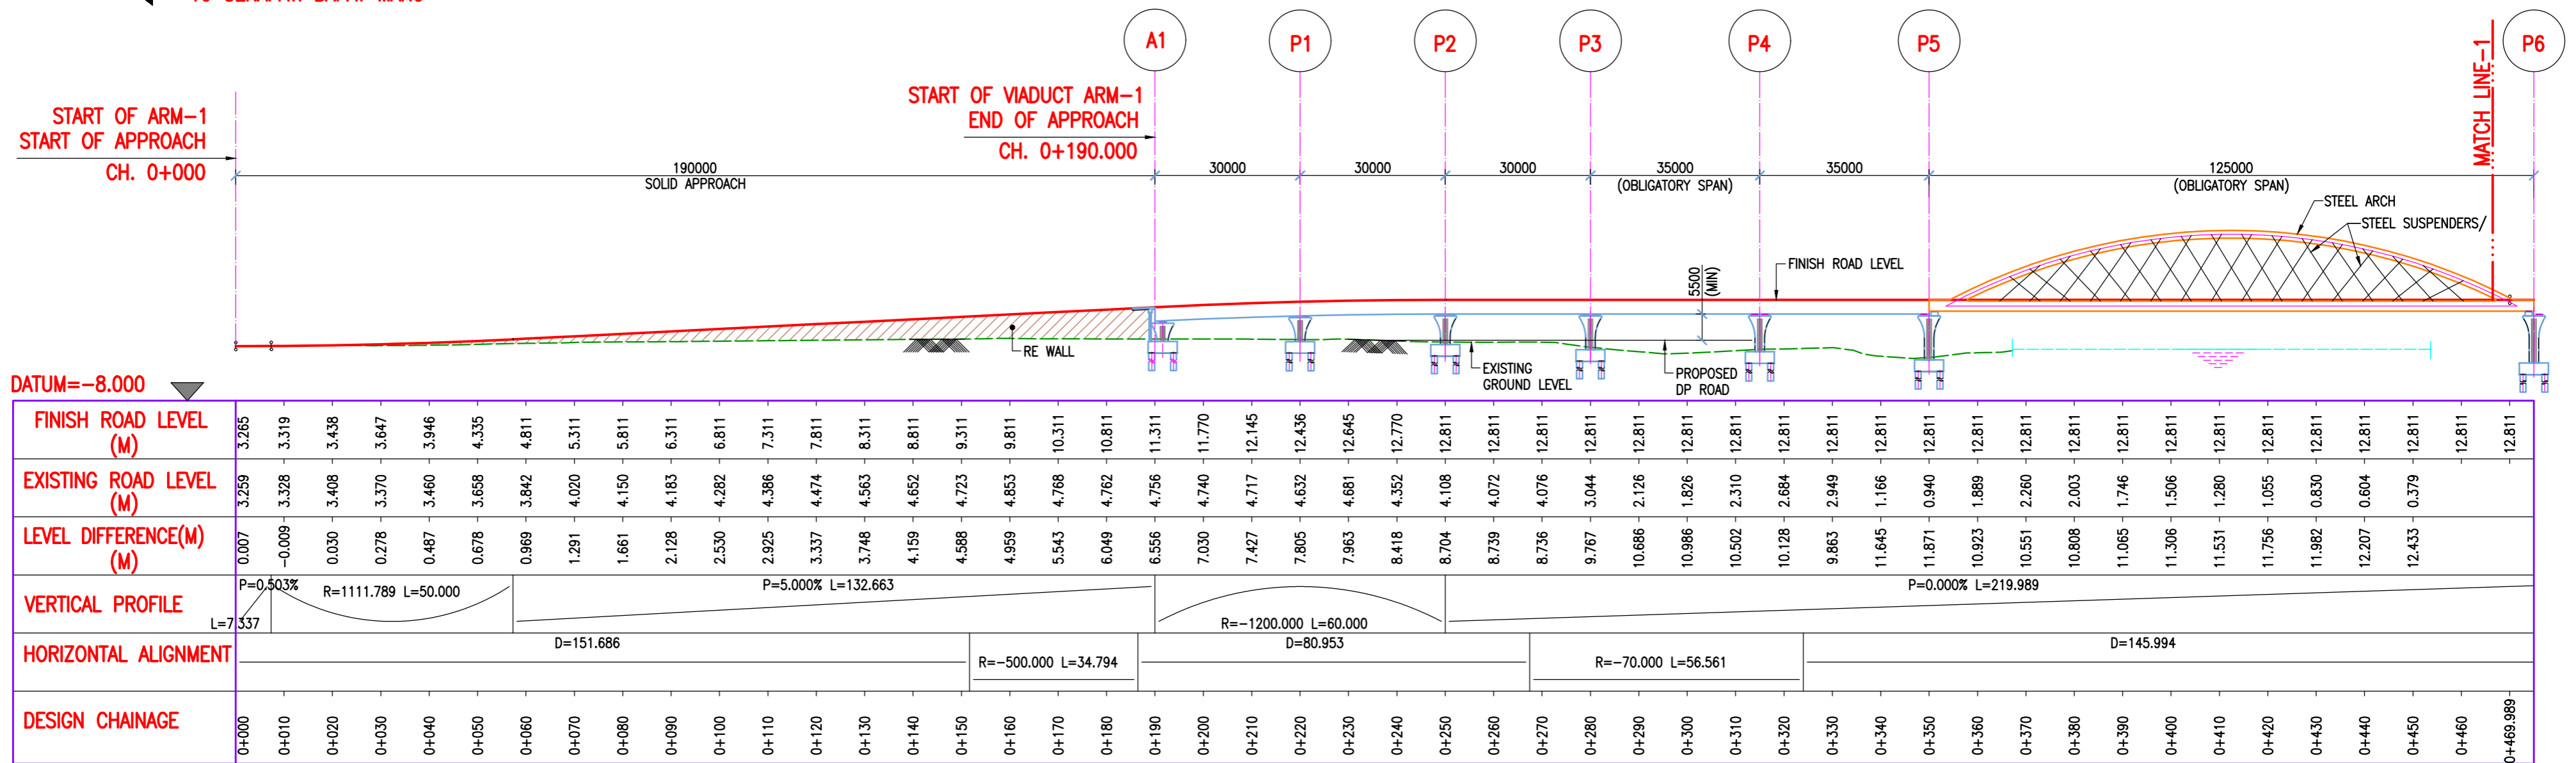 A1 P1 P2 P3 P4 P5 P6
MATCH LINE-1
START OF ARM-1
START OF APPROACH
CH. 0+000
START OF VIADUCT ARM-1
END OF APPROACH
CH. 0+190.000
190000 30000 30000 30000 35000 35000 125000
SOLID APPROACH (OBLIGATORY SPAN) (OBLIGATORY SPAN)
STEEL ARCH
STEEL SUSPENDERS/
FINISH ROAD LEVEL
5500
(MIN)
RE WALL
EXISTING
GROUND LEVEL
PROPOSED
DP ROAD
DATUM=-8.000
FINISH ROAD LEVEL
(M)
3.265 3.319 3.438 3.647 3.946 4.335 4.811 5.311 5.811 6.311 6.811 7.311 7.811 8.311 8.811 9.311 9.811 10.311 10.811 11.311 11.770 12.145 12.436 12.645 12.770 12.811 12.811 12.811 12.811 12.811 12.811 12.811 12.811 12.811 12.811 12.811 12.811 12.811 12.811 12.811 12.811 12.811 12.811 12.811 12.811 12.811 12.811 12.811
EXISTING ROAD LEVEL
(M)
3.259 3.328 3.408 3.370 3.460 3.658 3.842 4.020 4.150 4.183 4.282 4.386 4.474 4.563 4.652 4.723 4.853 4.768 4.762 4.756 4.740 4.717 4.632 4.681 4.352 4.108 4.072 4.076 3.044 2.126 1.826 2.310 2.684 2.949 1.166 0.940 1.889 2.260 2.003 1.746 1.506 1.280 1.055 0.830 0.604 0.379
LEVEL DIFFERENCE(M)
(M)
0.007 -0.009 0.030 0.278 0.487 0.678 0.969 1.291 1.661 2.128 2.530 2.925 3.337 3.748 4.159 4.588 4.959 5.543 6.049 6.556 7.030 7.427 7.805 7.963 8.418 8.704 8.739 8.736 9.767 10.686 10.986 10.502 10.128 9.863 11.645 11.871 10.923 10.551 10.808 11.065 11.306 11.531 11.756 11.982 12.207 12.433
VERTICAL PROFILE
P=0.503%
L=7.337
R=1111.789 L=50.000
P=5.000% L=132.663
R=-1200.000 L=60.000
P=0.000% L=219.989
HORIZONTAL ALIGNMENT
D=151.686
R=-500.000 L=34.794
D=80.953
R=-70.000 L=56.561
D=145.994
DESIGN CHAINAGE
0+000 0+010 0+020 0+030 0+040 0+050 0+060 0+070 0+080 0+090 0+100 0+110 0+120 0+130 0+140 0+150 0+160 0+170 0+180 0+190 0+200 0+210 0+220 0+230 0+240 0+250 0+260 0+270 0+280 0+290 0+300 0+310 0+320 0+330 0+340 0+350 0+360 0+370 0+380 0+390 0+400 0+410 0+420 0+430 0+440 0+450 0+460 0+469.989